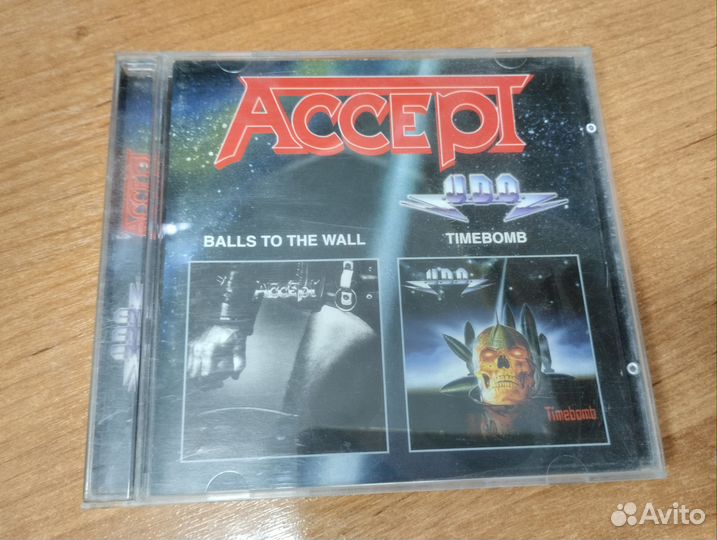 ACCEPT
U.D.O.
BALLS TO THE WALL
TIMEBOMB
ACCEPT
U.D.O.
Timebomb
ACCEPT
U.D.O.
Avito